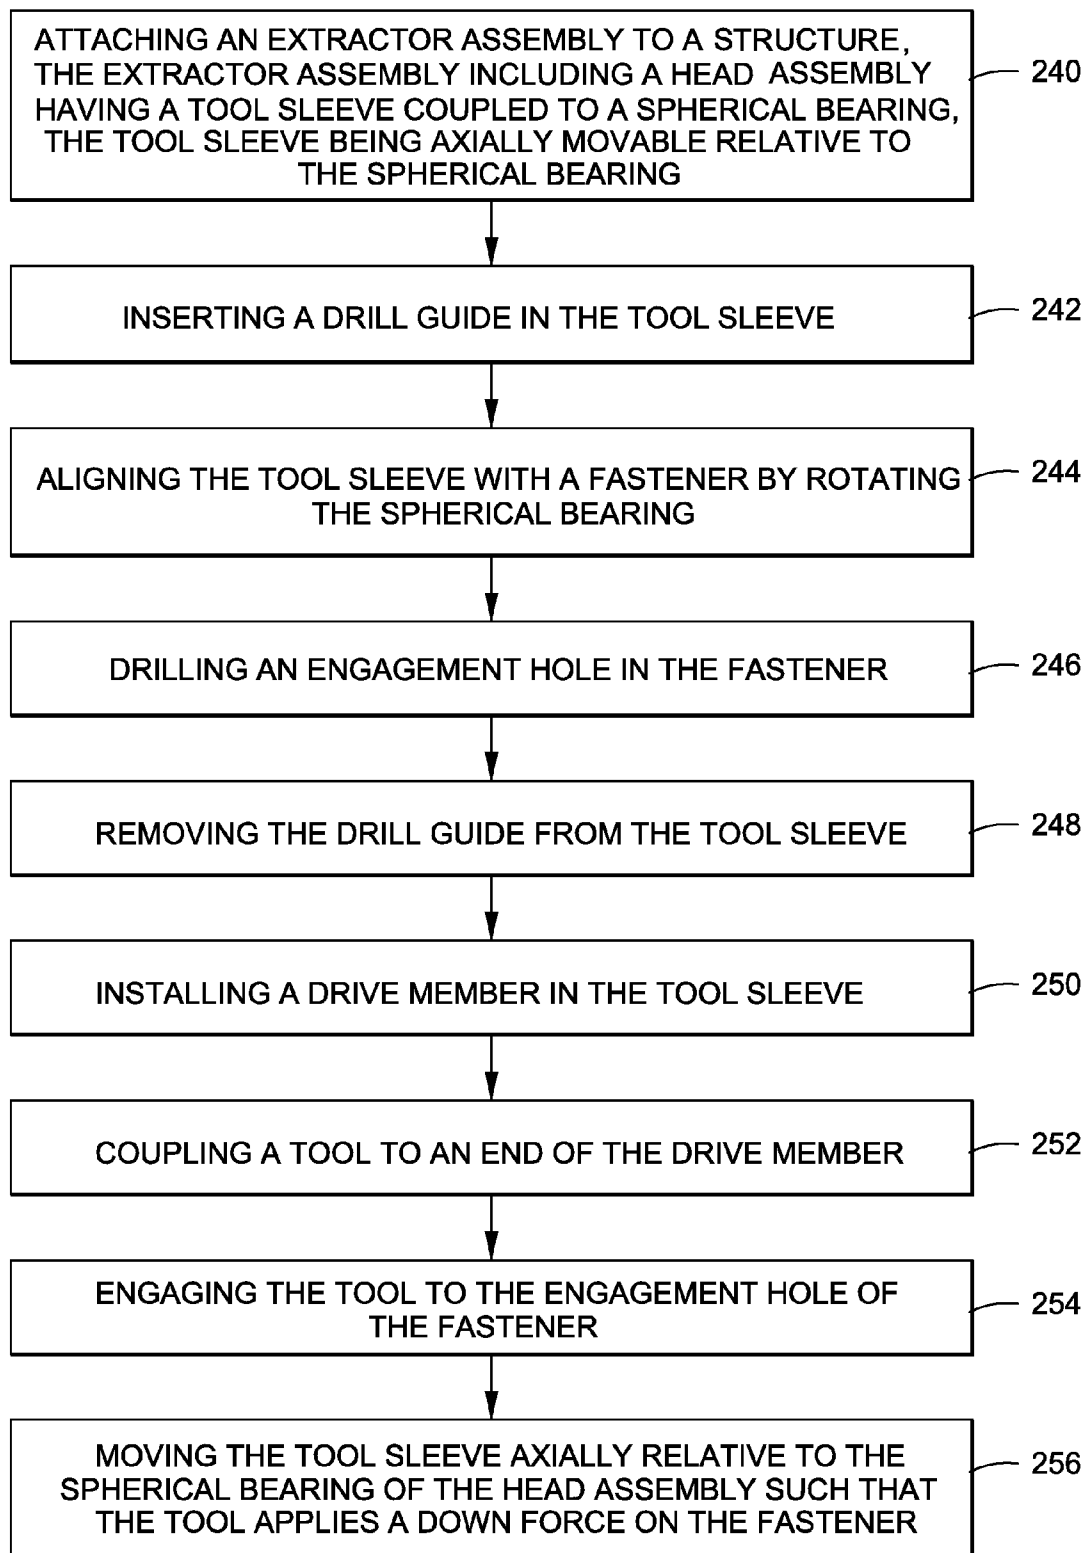 ATTACHING AN EXTRACTOR ASSEMBLY TO A STRUCTURE,
THE EXTRACTOR ASSEMBLY INCLUDING A HEAD ASSEMBLY
HAVING A TOOL SLEEVE COUPLED TO A SPHERICAL BEARING,
THE TOOL SLEEVE BEING AXIALLY MOVABLE RELATIVE TO
THE SPHERICAL BEARING
240
INSERTING A DRILL GUIDE IN THE TOOL SLEEVE
242
ALIGNING THE TOOL SLEEVE WITH A FASTENER BY ROTATING
THE SPHERICAL BEARING
244
DRILLING AN ENGAGEMENT HOLE IN THE FASTENER
246
REMOVING THE DRILL GUIDE FROM THE TOOL SLEEVE
248
INSTALLING A DRIVE MEMBER IN THE TOOL SLEEVE
250
COUPLING A TOOL TO AN END OF THE DRIVE MEMBER
252
ENGAGING THE TOOL TO THE ENGAGEMENT HOLE OF
THE FASTENER
254
MOVING THE TOOL SLEEVE AXIALLY RELATIVE TO THE
SPHERICAL BEARING OF THE HEAD ASSEMBLY SUCH THAT
THE TOOL APPLIES A DOWN FORCE ON THE FASTENER
256